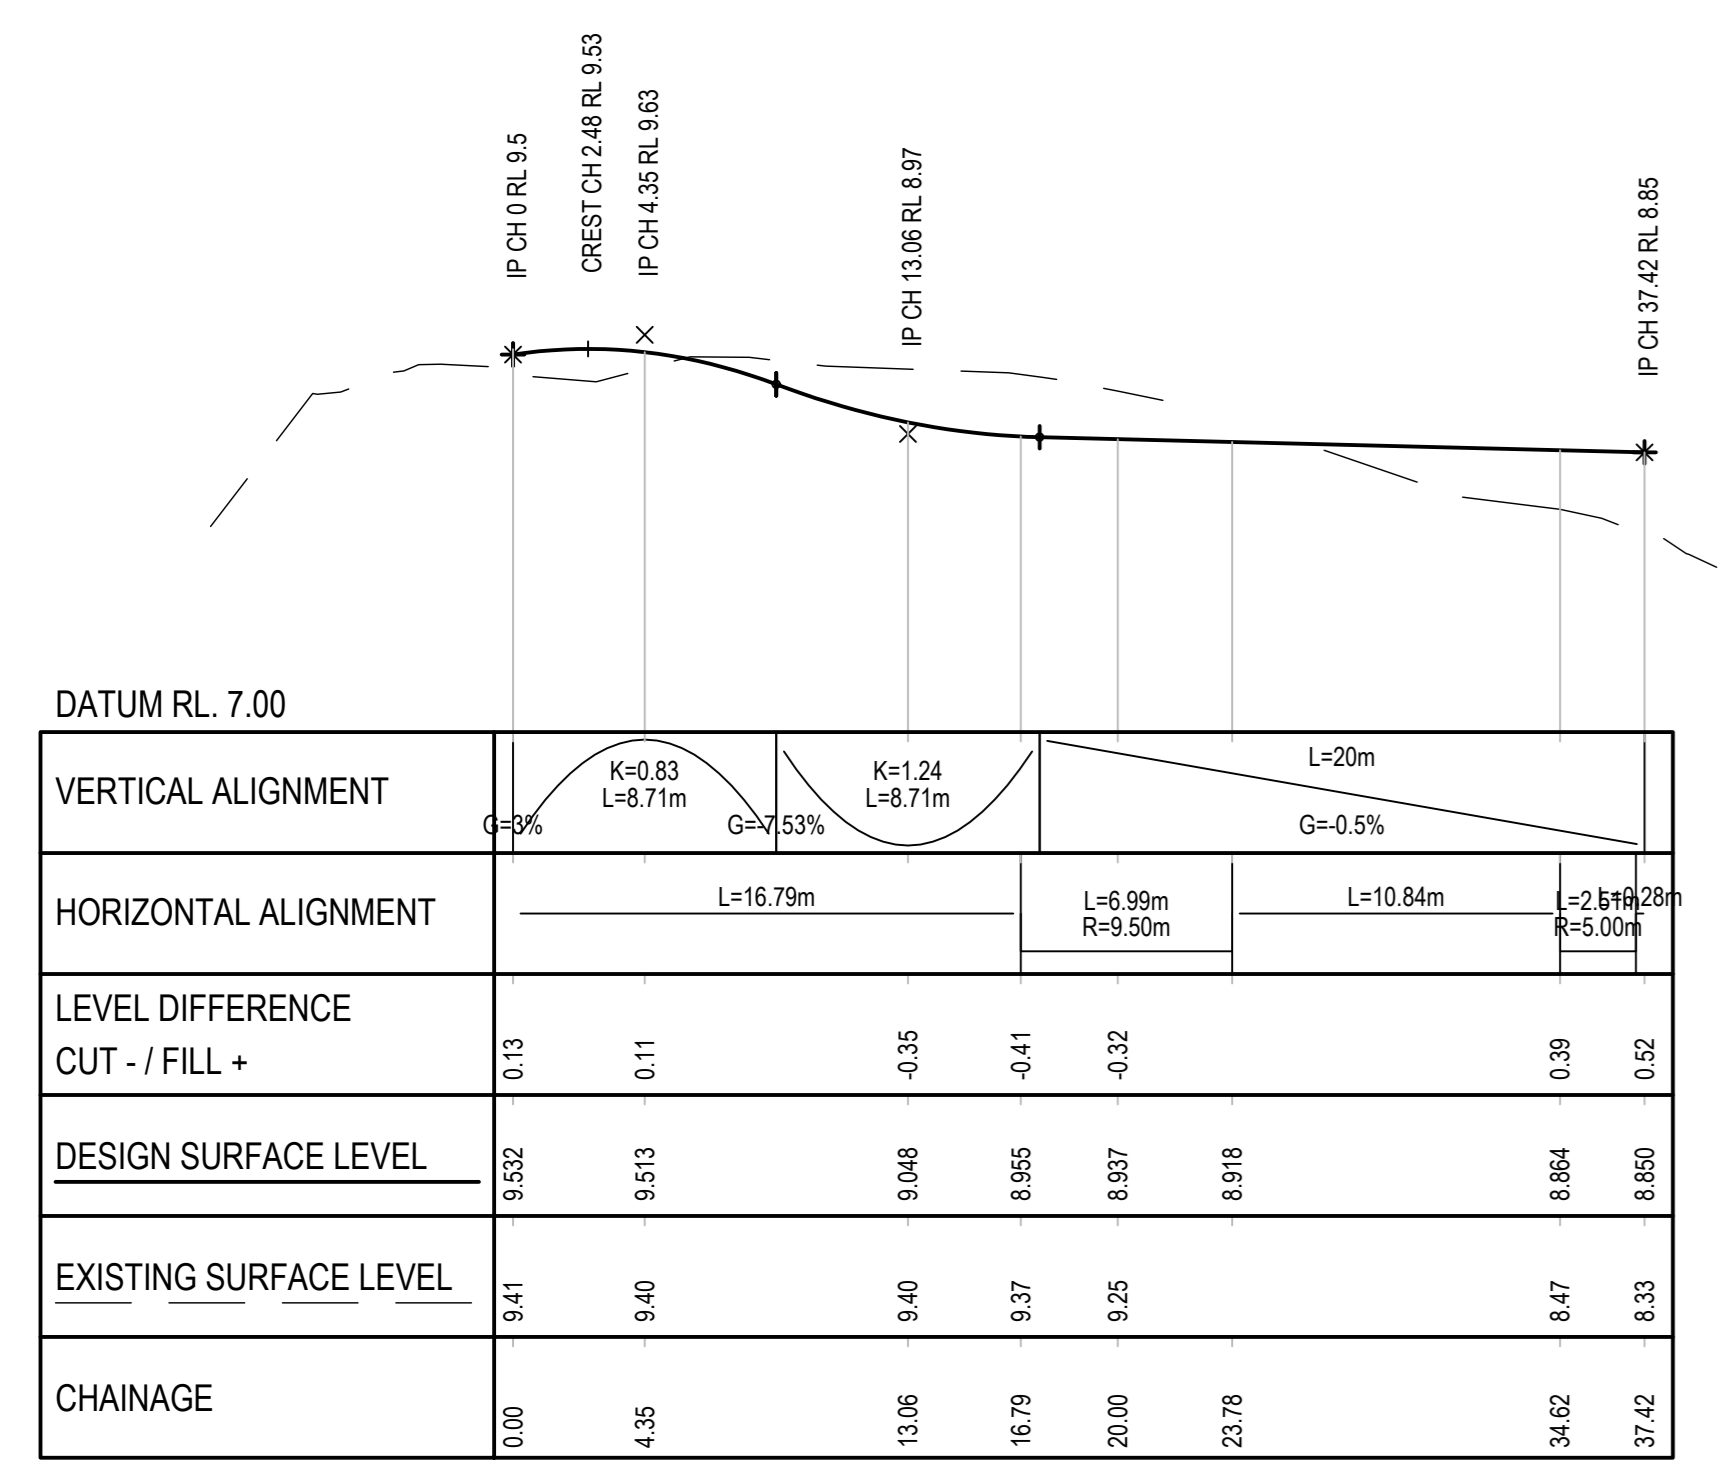 IP CH 0 RL 9.5
CREST CH 2.48 RL 9.53
IP CH 4.35 RL 9.63
IP CH 13.06 RL 8.97
IP CH 37.42 RL 8.85
DATUM RL. 7.00
VERTICAL ALIGNMENT
G=3%
K=0.83
L=8.71m
G=-7.53%
K=1.24
L=8.71m
L=20m
G=-0.5%
HORIZONTAL ALIGNMENT
L=16.79m
L=6.99m
R=9.50m
L=10.84m
L=2.51m
R=5.00m
L=0.28m
LEVEL DIFFERENCE
CUT - / FILL +
0.13
0.11
-0.35
-0.41
-0.32
0.39
0.52
DESIGN SURFACE LEVEL
9.532
9.513
9.048
8.955
8.937
8.918
8.864
8.850
EXISTING SURFACE LEVEL
9.41
9.40
9.40
9.37
9.25
8.47
8.33
CHAINAGE
0.00
4.35
13.06
16.79
20.00
23.78
34.62
37.42